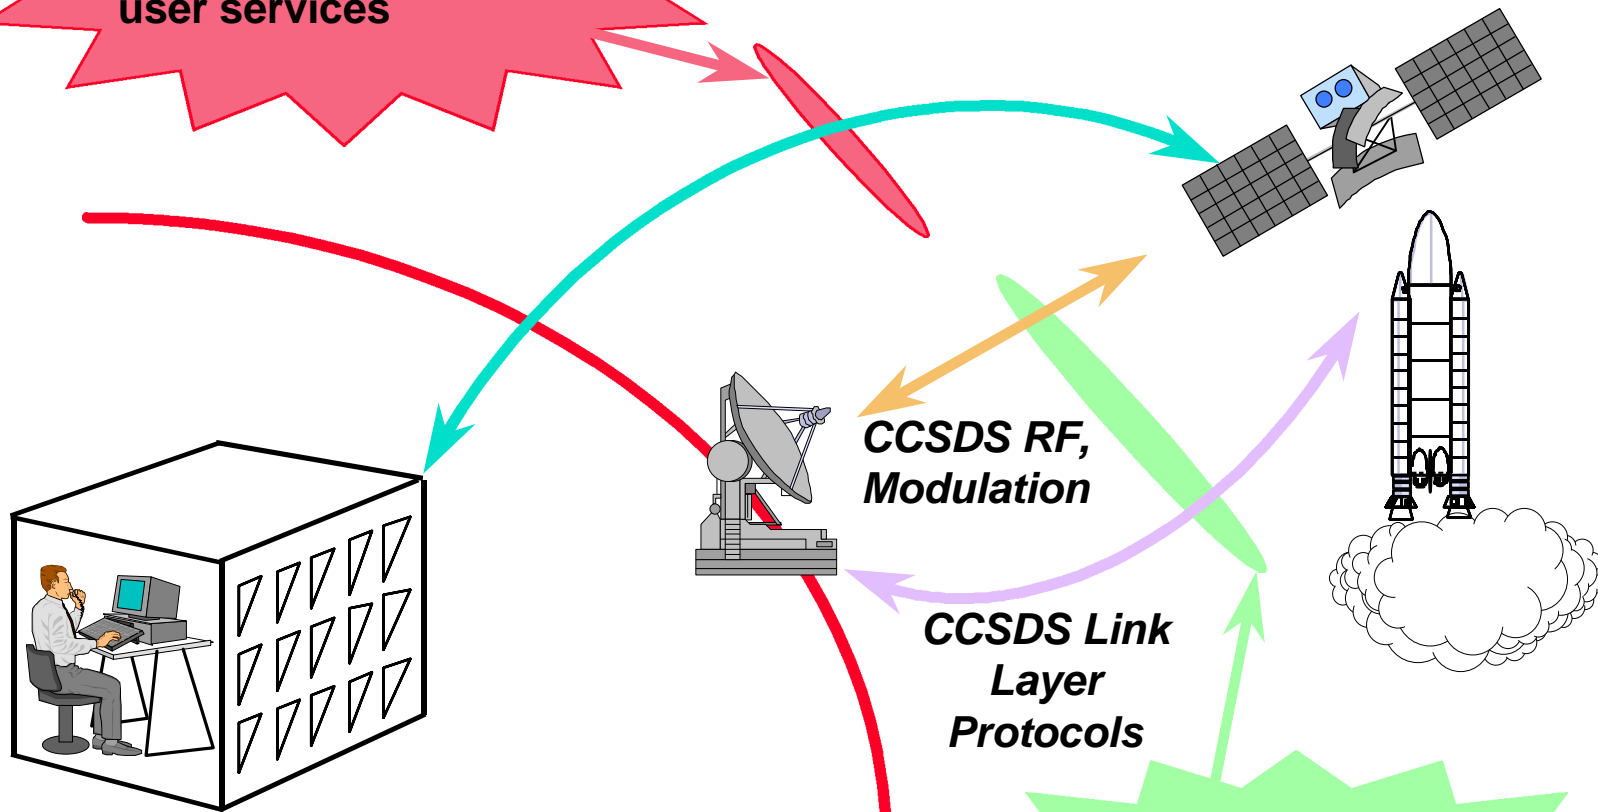 user services
CCSDS RF,
Modulation
CCSDS Link
Layer
Protocols